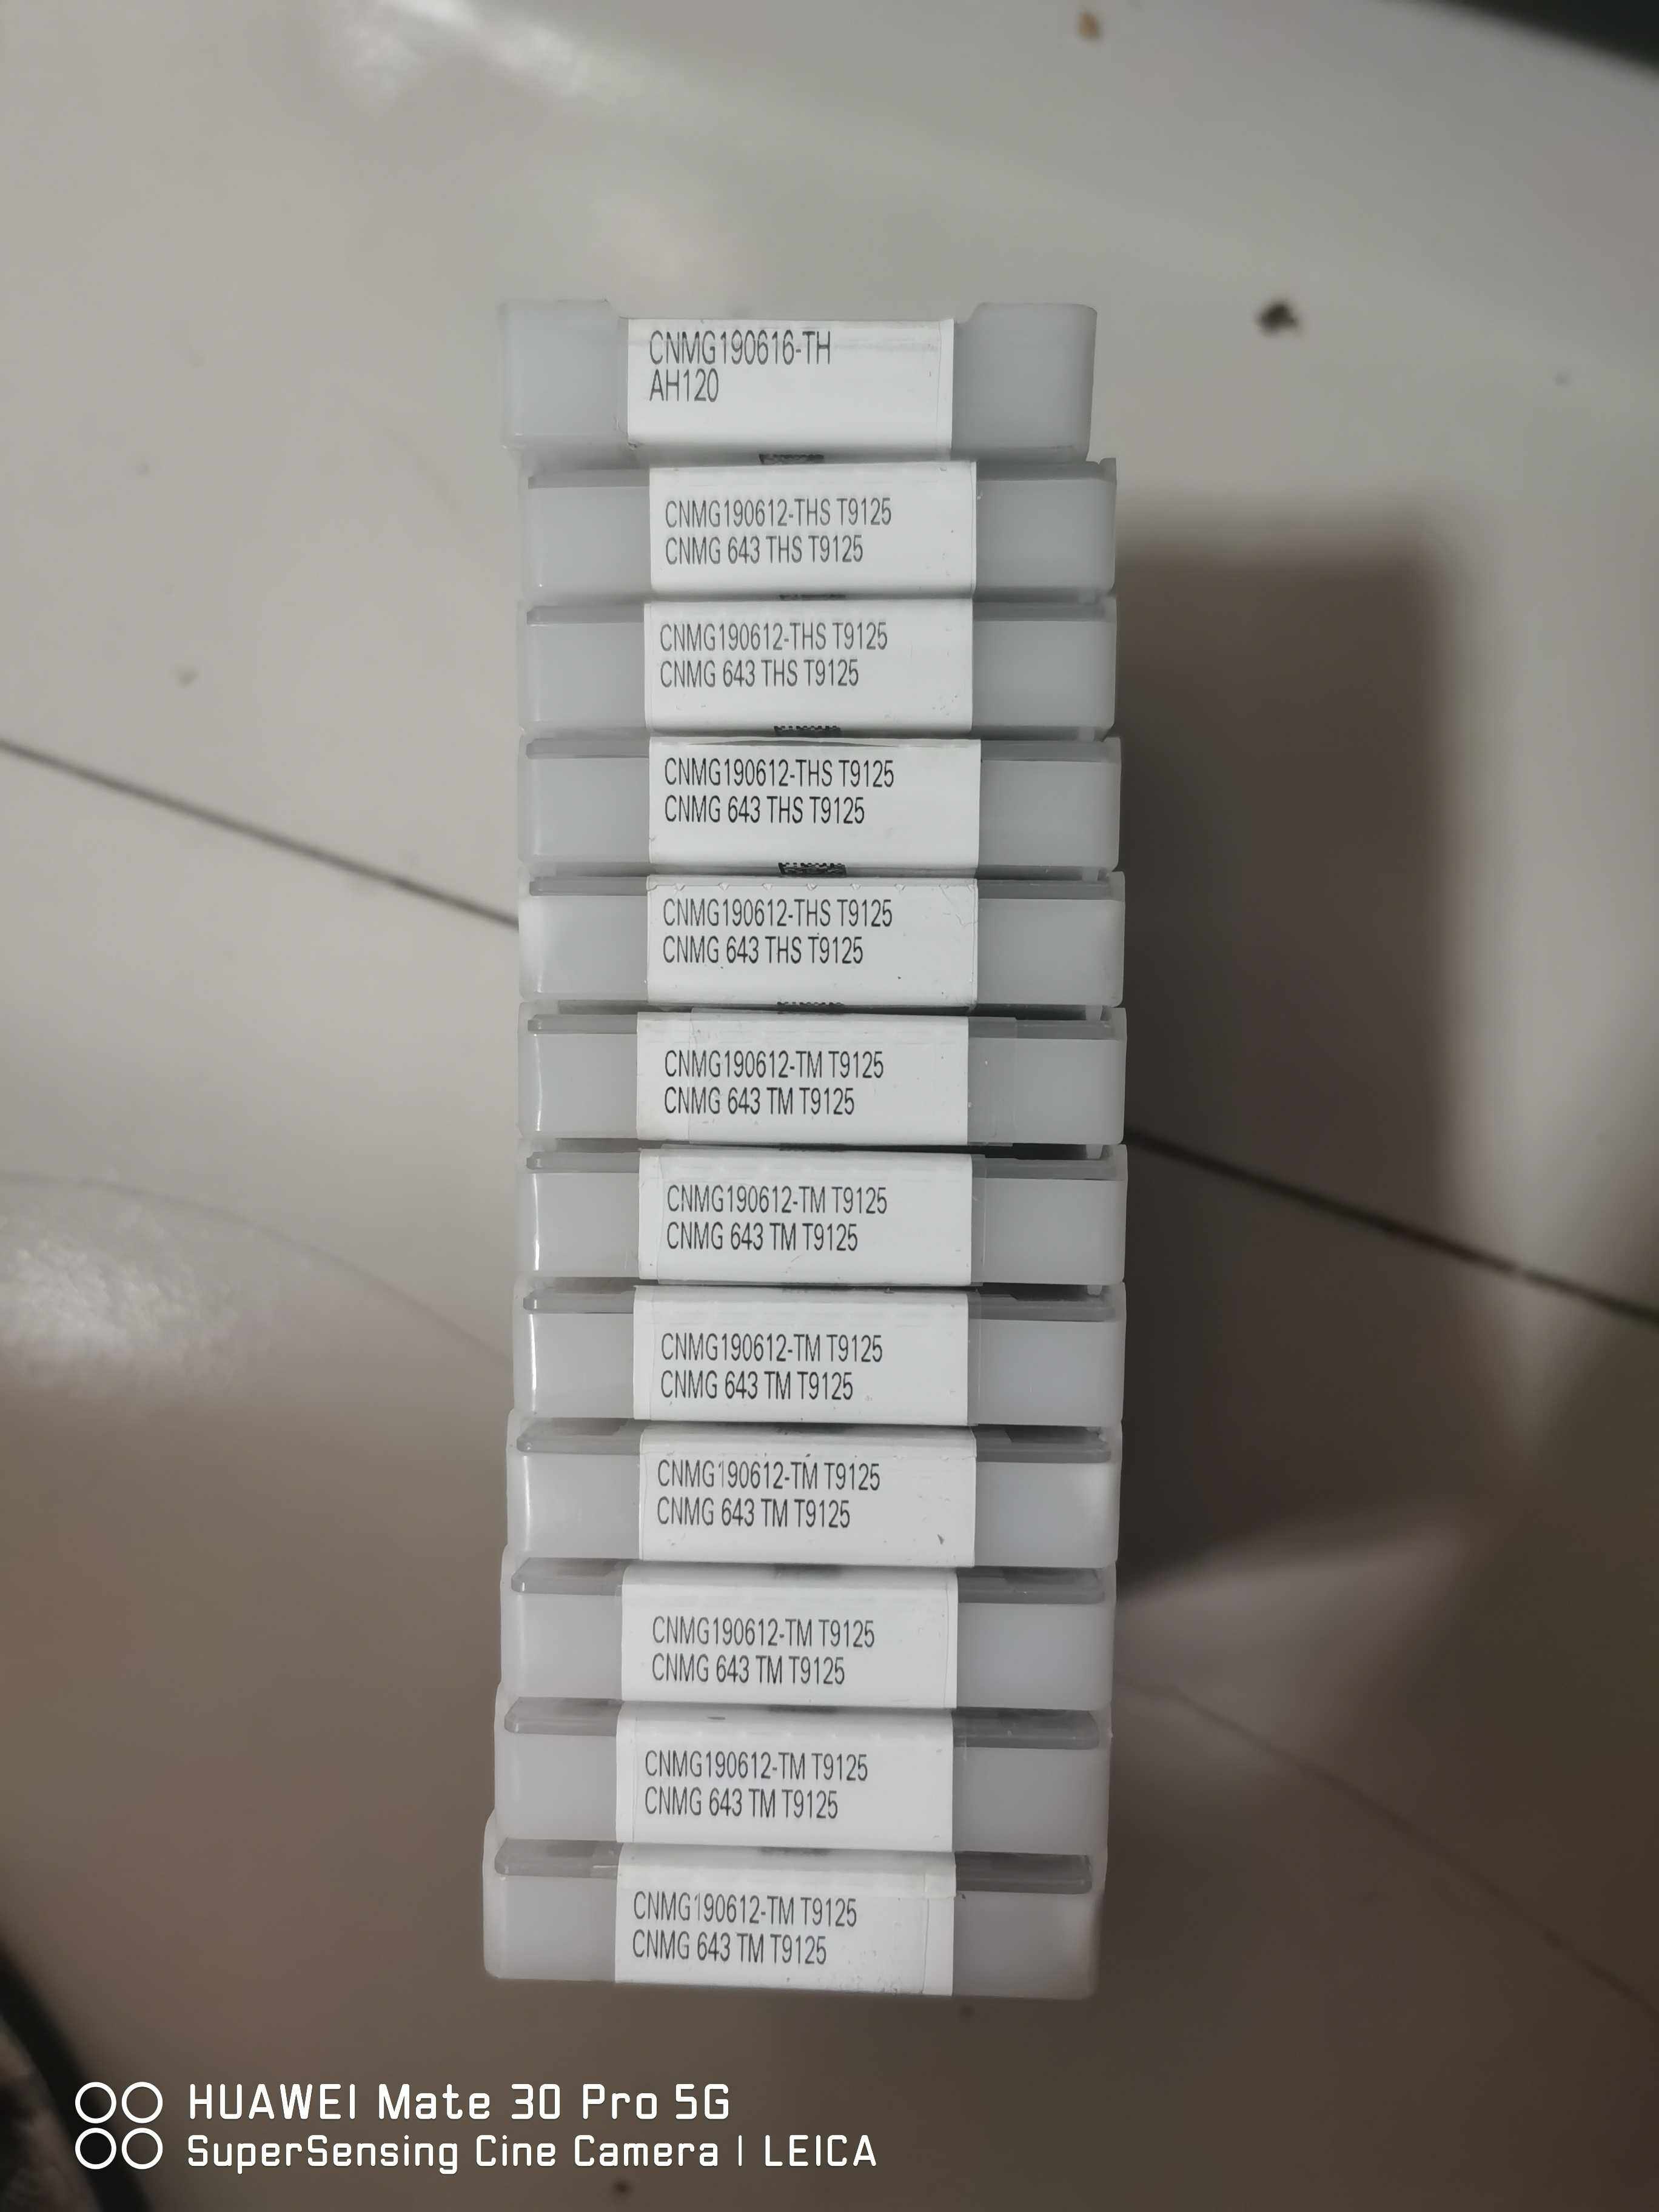 CNMG190616-TH
AH120
CNMG190612-THS T9125
CNMG 643 THS T9125
CNMG190612-THS T9125
CNMG 643 THS T9125
CNMG190612-THS T9125
CNMG 643 THS T9125
CNMG190612-THS T9125
CNMG 643 THS T9125
CNMG190612-TM T9125
CNMG 643 TM T9125
CNMG190612-TM T9125
CNMG 643 TM T9125
CNMG190612-TM T9125
CNMG 643 TM T9125
CNMG190612-TM T9125
CNMG 643 TM T9125
CNMG190612-TM T9125
CNMG 643 TM T9125
CNMG190612-TM T9125
CNMG 643 TM T9125
CNMG190612-TM T9125
CNMG 643 TM T9125
HUAWEI Mate 30 Pro 5G
SuperSensing Cine Camera | LEICA